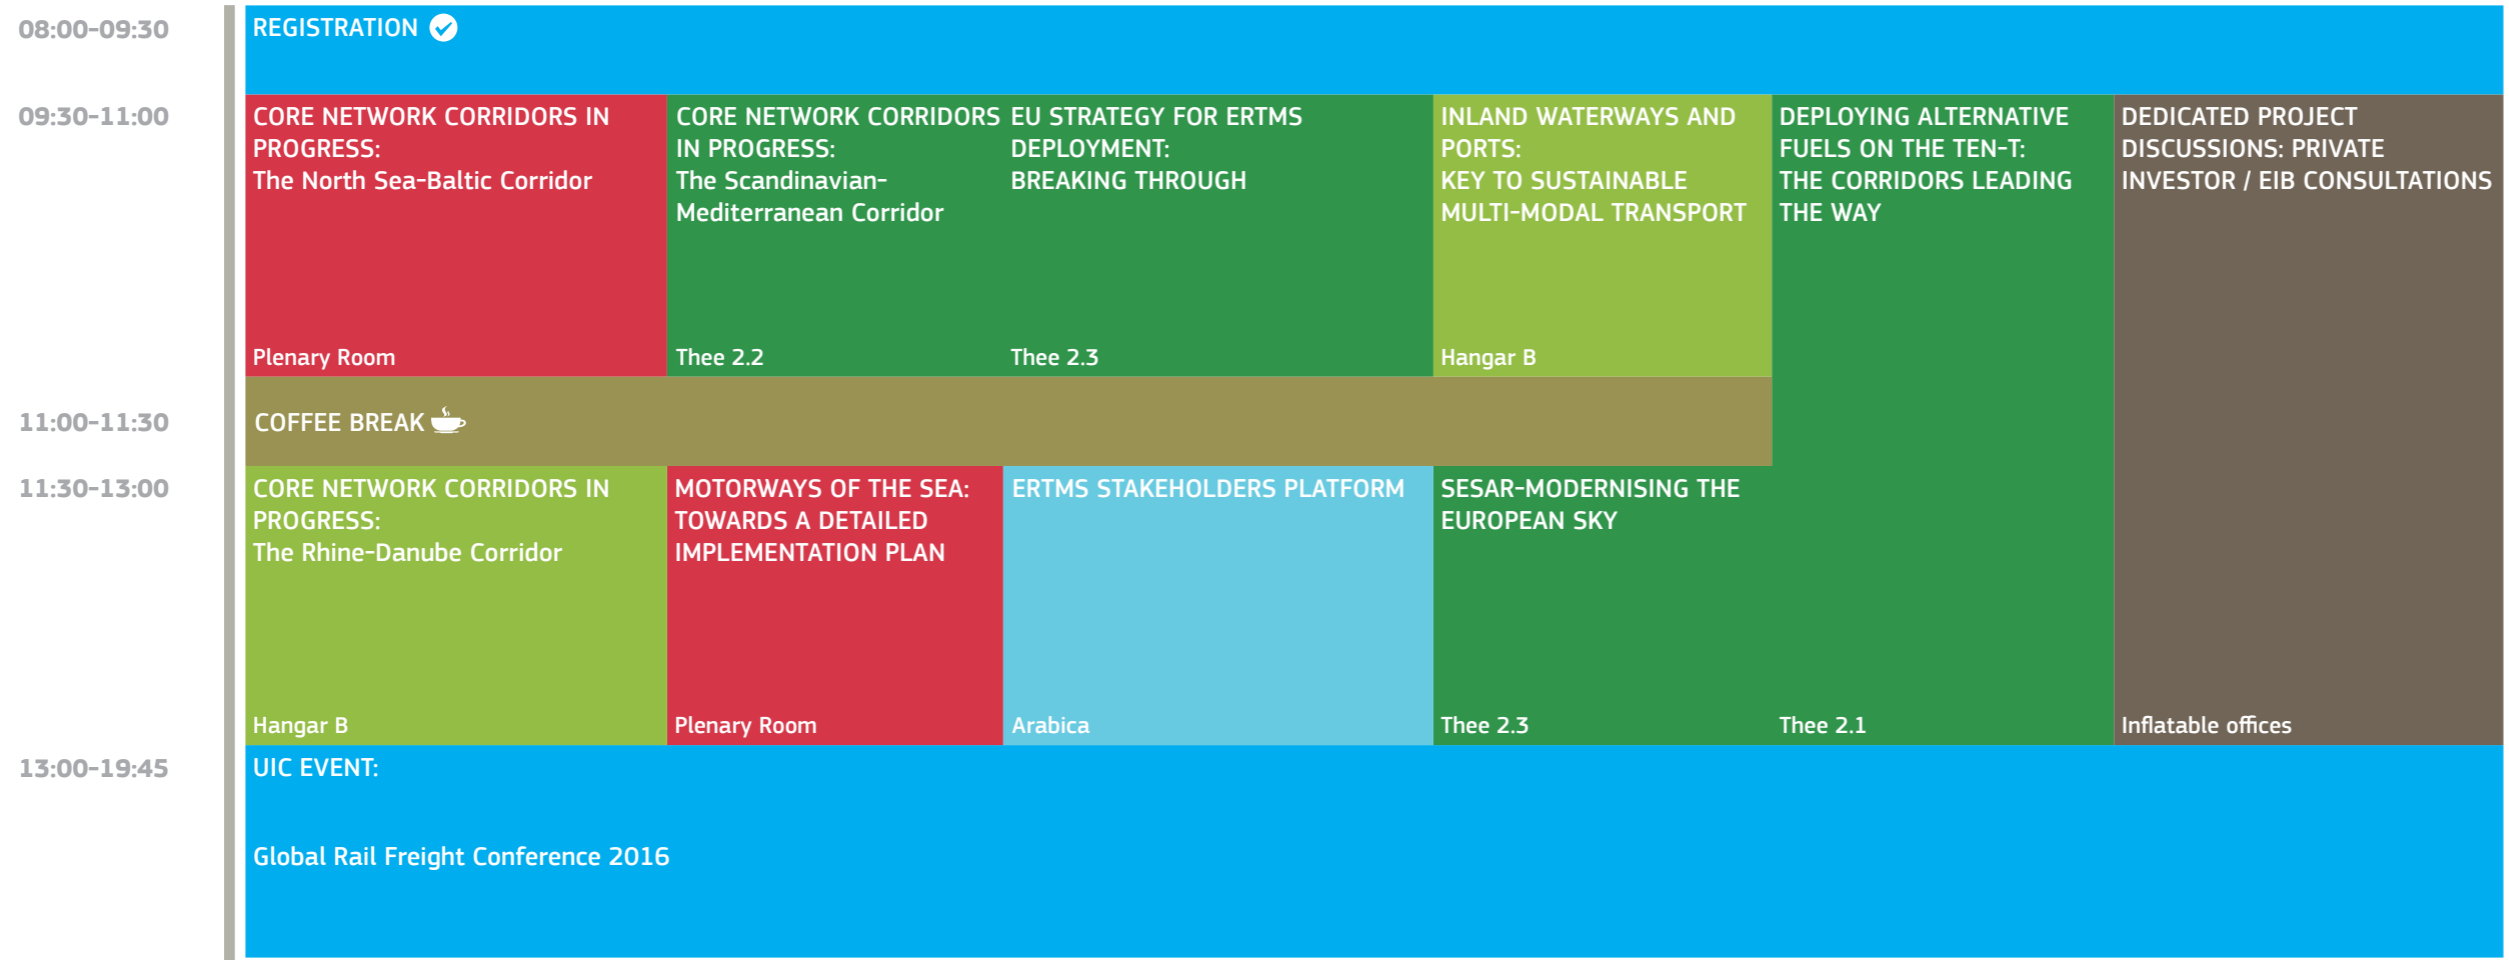 08:00-09:30
REGISTRATION
09:30-11:00
CORE NETWORK CORRIDORS IN
PROGRESS:
The North Sea-Baltic Corridor
Plenary Room
CORE NETWORK CORRIDORS
IN PROGRESS:
The Scandinavian-
Mediterranean Corridor
Thee 2.2
EU STRATEGY FOR ERTMS
DEPLOYMENT:
BREAKING THROUGH
Thee 2.3
INLAND WATERWAYS AND
PORTS:
KEY TO SUSTAINABLE
MULTI-MODAL TRANSPORT
Hangar B
DEPLOYING ALTERNATIVE
FUELS ON THE TEN-T:
THE CORRIDORS LEADING
THE WAY
Thee 2.1
DEDICATED PROJECT
DISCUSSIONS: PRIVATE
INVESTOR / EIB CONSULTATIONS
Inflatable offices
11:00-11:30
COFFEE BREAK
11:30-13:00
CORE NETWORK CORRIDORS IN
PROGRESS:
The Rhine-Danube Corridor
Hangar B
MOTORWAYS OF THE SEA:
TOWARDS A DETAILED
IMPLEMENTATION PLAN
Plenary Room
ERTMS STAKEHOLDERS PLATFORM
Arabica
SESAR-MODERNISING THE
EUROPEAN SKY
Thee 2.3
13:00-19:45
UIC EVENT:
Global Rail Freight Conference 2016